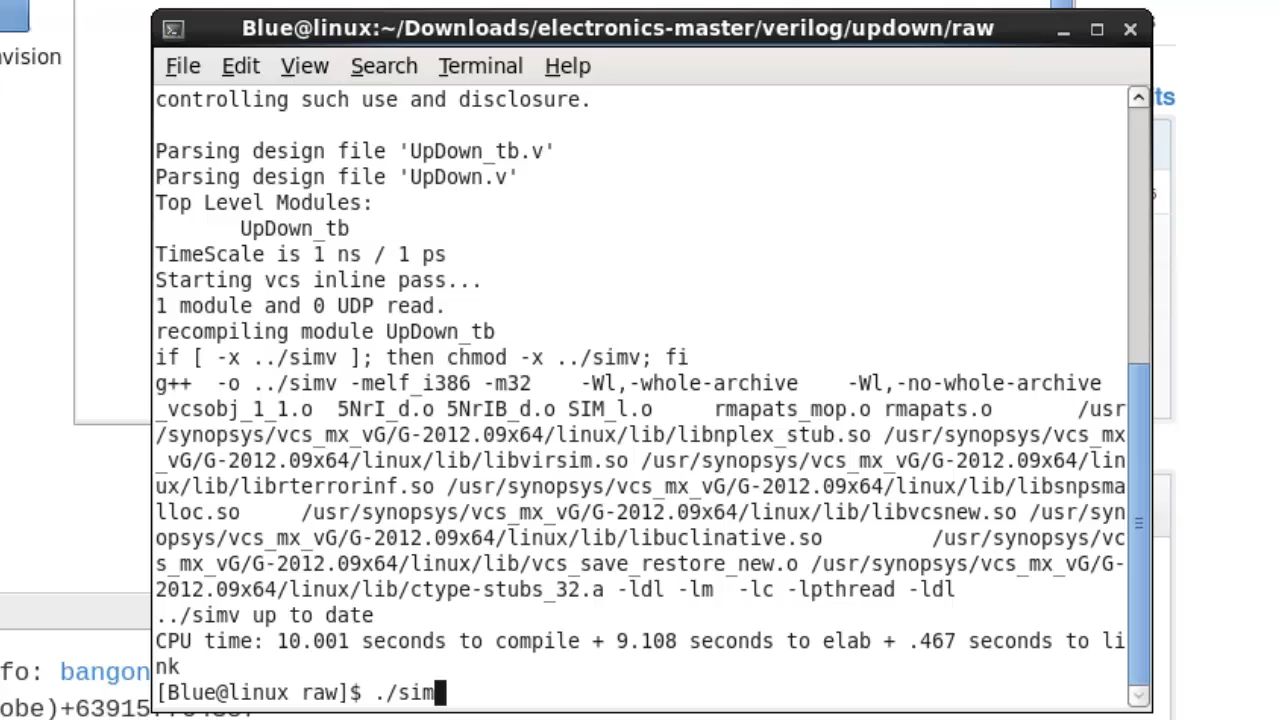 Blue@linux:~/Downloads/electronics-master/verilog/updown/raw
File Edit View Search Terminal Help
controlling such use and disclosure.
Parsing design file 'UpDown_tb.v'
Parsing design file 'UpDown.v'
Top Level Modules:
UpDown_tb
TimeScale is 1 ns / 1 ps
Starting vcs inline pass...
1 module and 0 UDP read.
recompiling module UpDown_tb
if [ -x ../simv ]; then chmod -x ../simv; fi
g++  -o ../simv -melf_i386 -m32    -Wl,-whole-archive    -Wl,-no-whole-archive
_vcsobj_1_1.o  5NrI_d.o 5NrIB_d.o SIM_l.o     rmapats_mop.o rmapats.o       /usr
/synopsys/vcs_mx_vG/G-2012.09x64/linux/lib/libnplex_stub.so /usr/synopsys/vcs_mx
_vG/G-2012.09x64/linux/lib/libvirsim.so /usr/synopsys/vcs_mx_vG/G-2012.09x64/lin
ux/lib/librterrorinf.so /usr/synopsys/vcs_mx_vG/G-2012.09x64/linux/lib/libsnpsma
lloc.so     /usr/synopsys/vcs_mx_vG/G-2012.09x64/linux/lib/libvcsnew.so /usr/syn
opsys/vcs_mx_vG/G-2012.09x64/linux/lib/libuclinative.so         /usr/synopsys/vc
s_mx_vG/G-2012.09x64/linux/lib/vcs_save_restore_new.o /usr/synopsys/vcs_mx_vG/G-
2012.09x64/linux/lib/ctype-stubs_32.a -ldl -lm  -lc -lpthread -ldl
../simv up to date
CPU time: 10.001 seconds to compile + 9.108 seconds to elab + .467 seconds to li
nk
[Blue@linux raw]$ ./sim
vision
ts
fo: bangon
obe)+63915